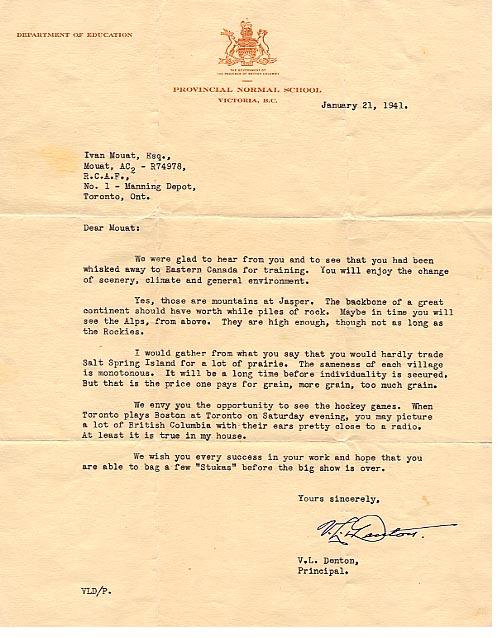 DEPARTMENT OF EDUCATION
THE GOVERNMENT OF
THE PROVINCE OF BRITISH COLUMBIA
PROVINCIAL NORMAL SCHOOL
VICTORIA, B.C.
January 21, 1941.
Ivan Mouat, Esq.,
Mouat, AC2 - R74978,
R.C.A.F.,
No. 1 - Manning Depot,
Toronto, Ont.
Dear Mouat:
We were glad to hear from you and to see that you had been
whisked away to Eastern Canada for training. You will enjoy the change
of scenery, climate and general environment.
Yes, those are mountains at Jasper. The backbone of a great
continent should have worth while piles of rock. Maybe in time you will
see the Alps, from above. They are high enough, though not as long as
the Rockies.
I would gather from what you say that you would hardly trade
Salt Spring Island for a lot of prairie. The sameness of each village
is monotonous. It will be a long time before individuality is secured.
But that is the price one pays for grain, more grain, too much grain.
We envy you the opportunity to see the hockey games. When
Toronto plays Boston at Toronto on Saturday evening, you may picture
a lot of British Columbia with their ears pretty close to a radio.
At least it is true in my house.
We wish you every success in your work and hope that you
are able to bag a few "Stukas" before the big show is over.
Yours sincerely,
V.L. Denton.
V.L. Denton,
Principal.
VLD/P.